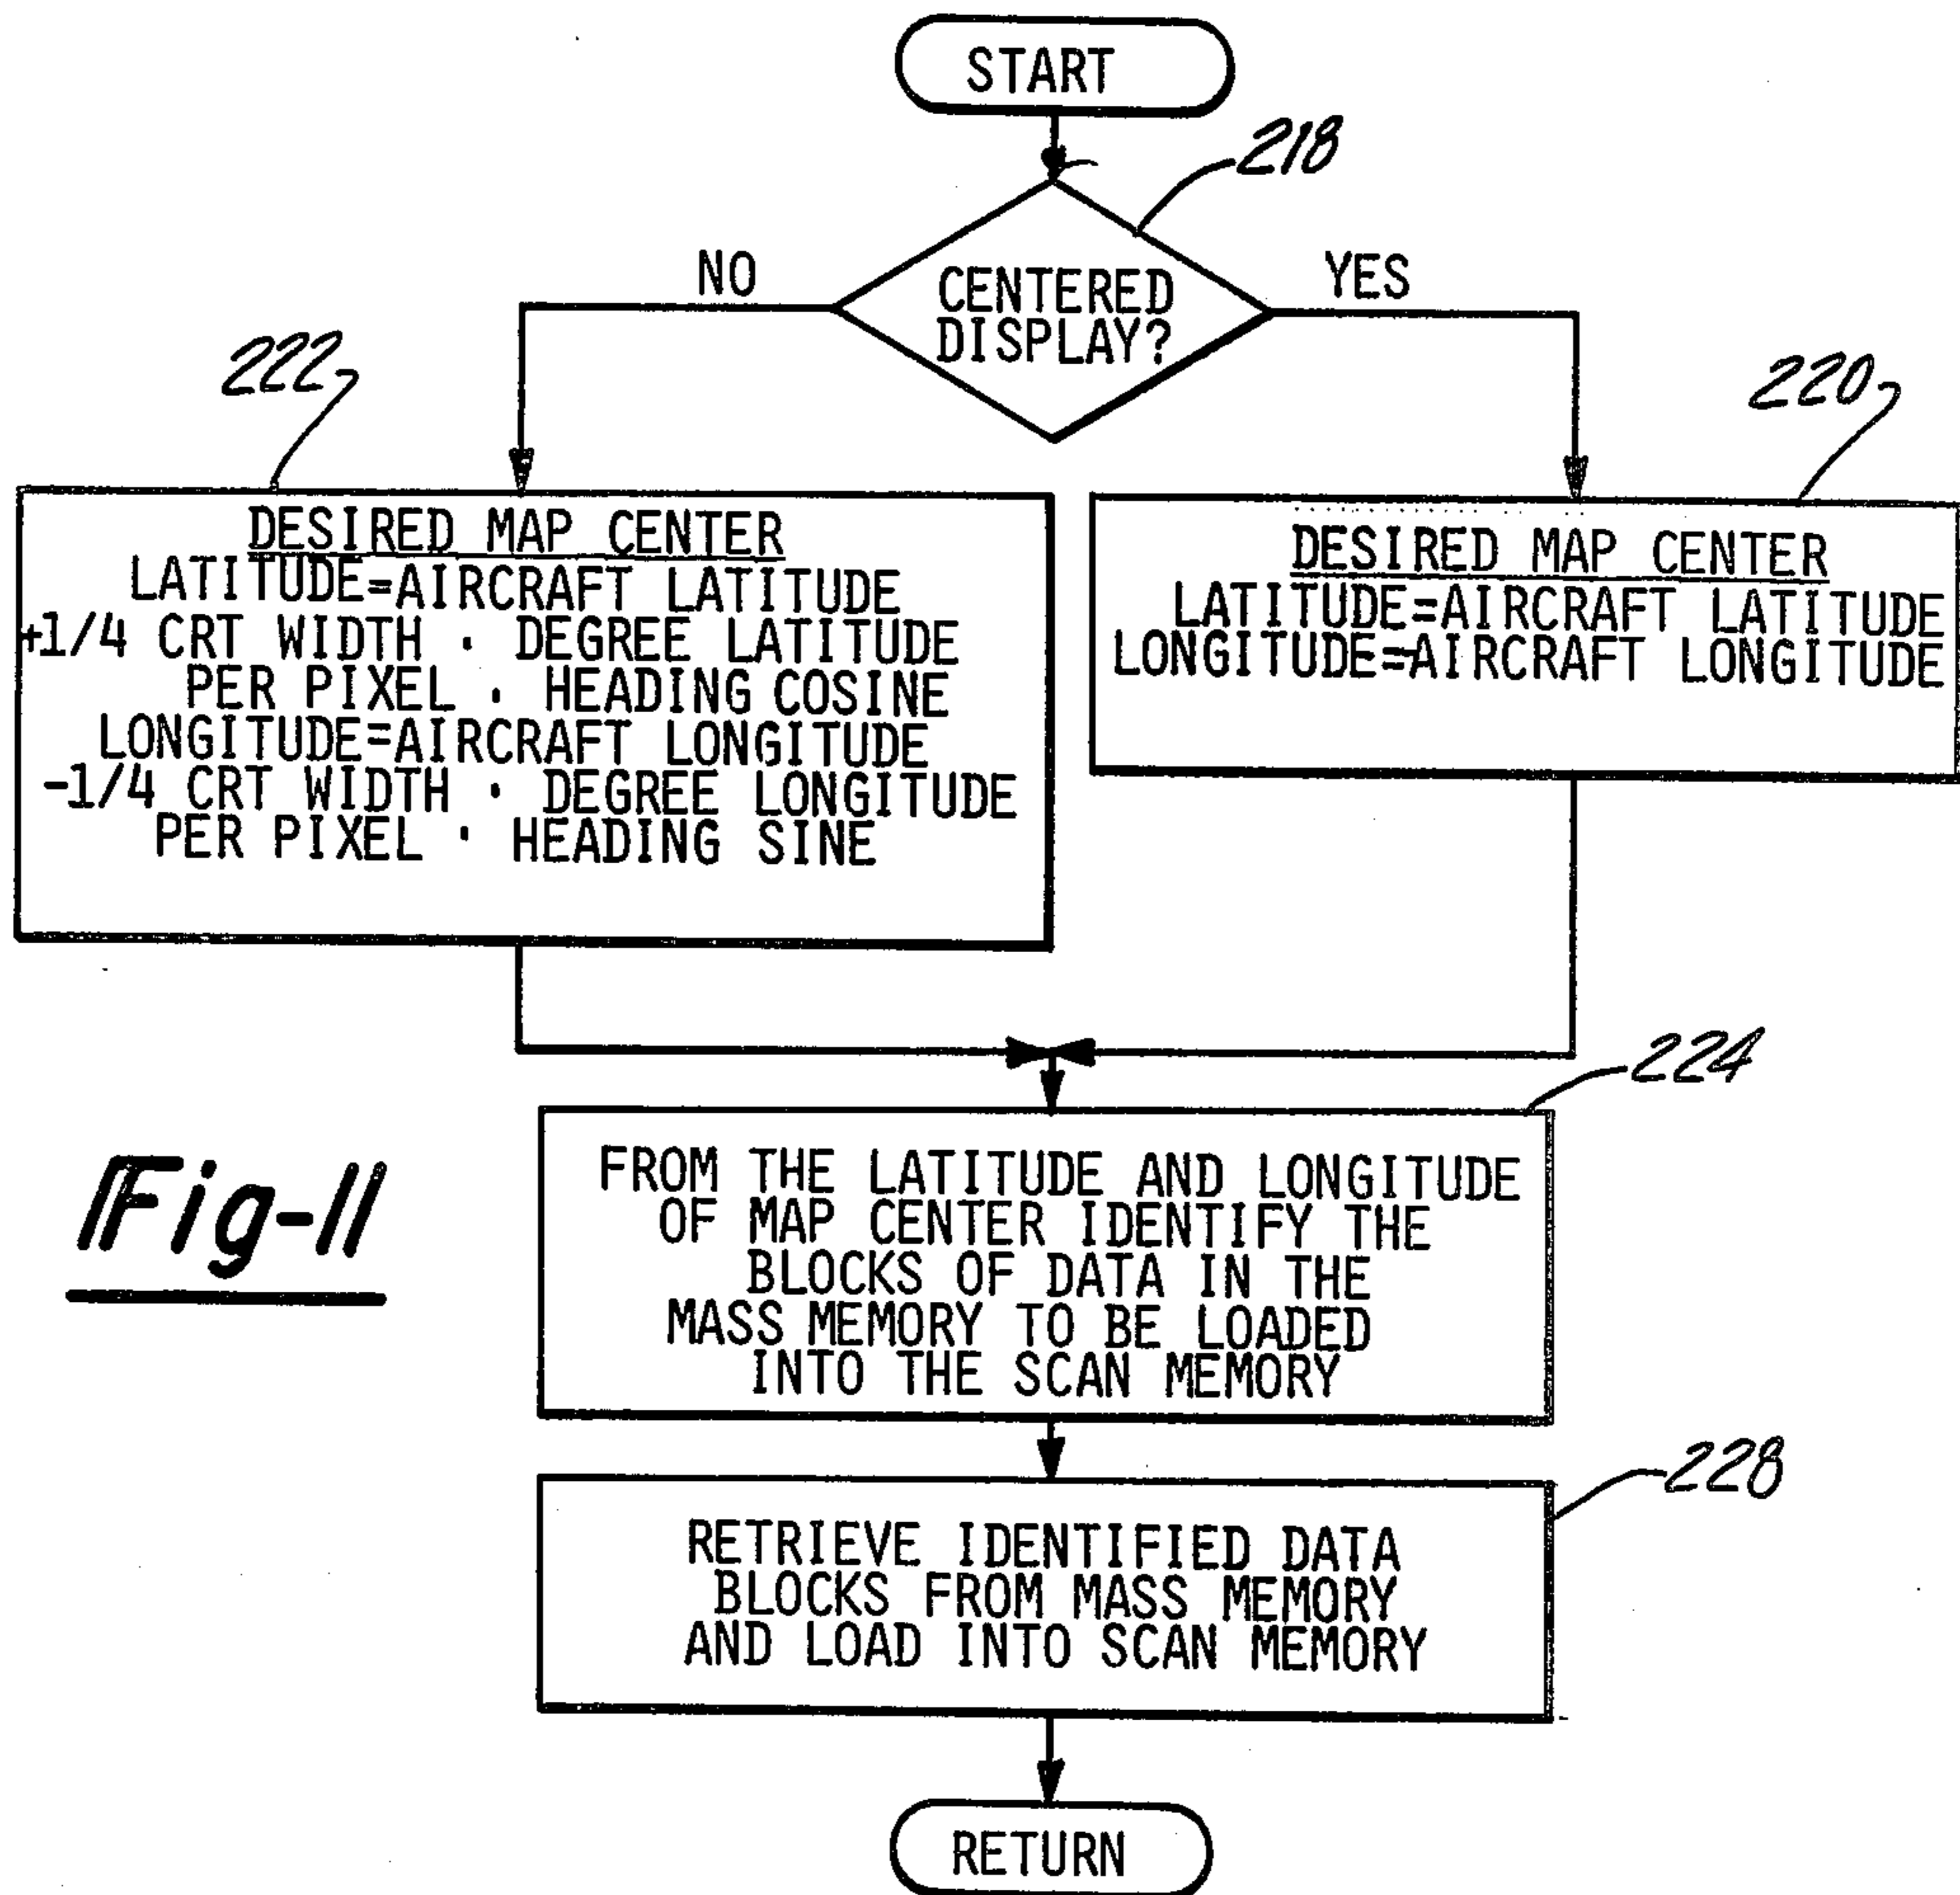 START
218
CENTERED
DISPLAY?
NO
YES
222
220
DESIRED MAP CENTER
LATITUDE=AIRCRAFT LATITUDE
+1/4 CRT WIDTH · DEGREE LATITUDE
PER PIXEL · HEADING COSINE
LONGITUDE=AIRCRAFT LONGITUDE
-1/4 CRT WIDTH · DEGREE LONGITUDE
PER PIXEL · HEADING SINE
DESIRED MAP CENTER
LATITUDE=AIRCRAFT LATITUDE
LONGITUDE=AIRCRAFT LONGITUDE
224
FROM THE LATITUDE AND LONGITUDE
OF MAP CENTER IDENTIFY THE
BLOCKS OF DATA IN THE
MASS MEMORY TO BE LOADED
INTO THE SCAN MEMORY
Fig-11
228
RETRIEVE IDENTIFIED DATA
BLOCKS FROM MASS MEMORY
AND LOAD INTO SCAN MEMORY
RETURN